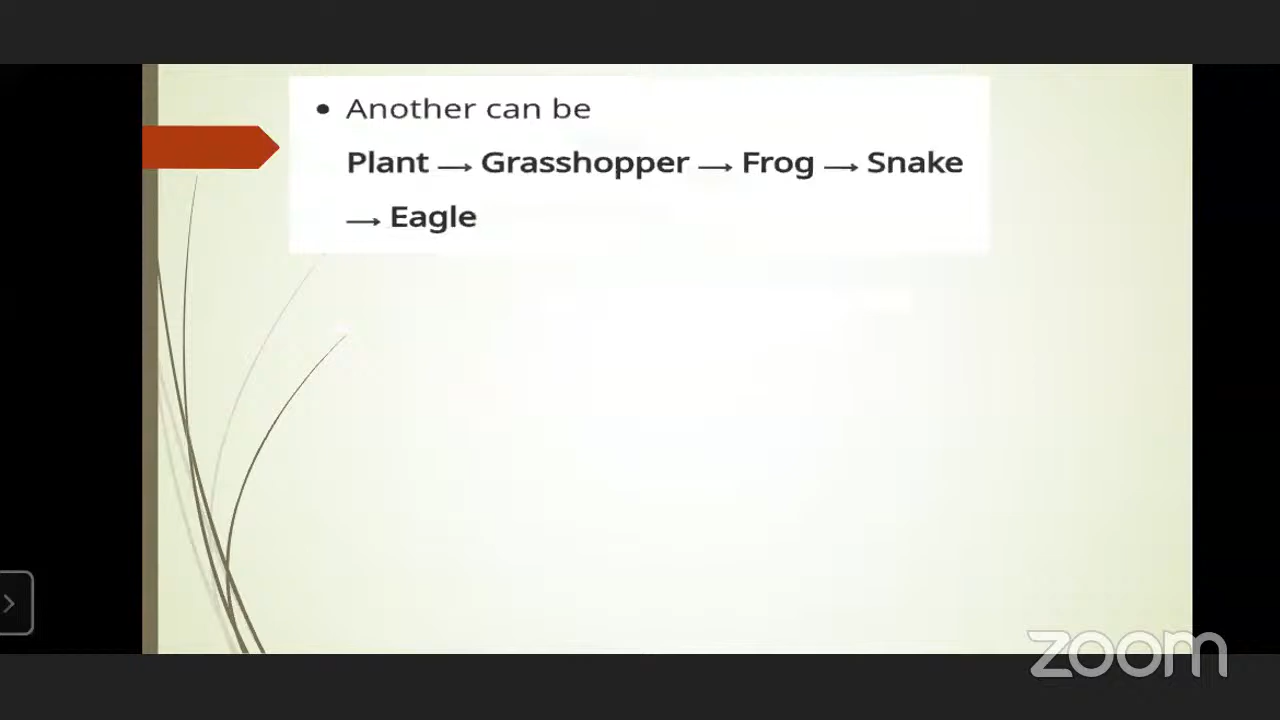 • Another can be
Plant → Grasshopper → Frog → Snake
→ Eagle
zoom